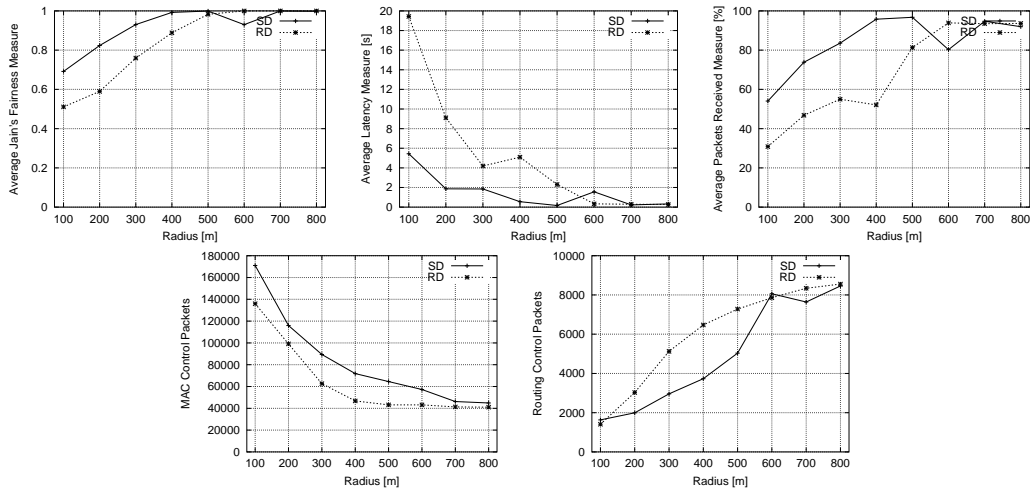 Average Jain's Fairness Measure
1
0.8
0.6
0.4
0.2
0
100 200 300 400 500 600 700 800
Radius [m]
SD
RD
Average Latency Measure [s]
20
18
16
14
12
10
8
6
4
2
0
100 200 300 400 500 600 700 800
Radius [m]
SD
RD
Average Packets Received Measure [%]
100
80
60
40
20
0
100 200 300 400 500 600 700 800
Radius [m]
SD
RD
MAC Control Packets
180000
160000
140000
120000
100000
80000
60000
40000
20000
0
100 200 300 400 500 600 700 800
Radius [m]
SD
RD
Routing Control Packets
10000
8000
6000
4000
2000
0
100 200 300 400 500 600 700 800
Radius [m]
SD
RD